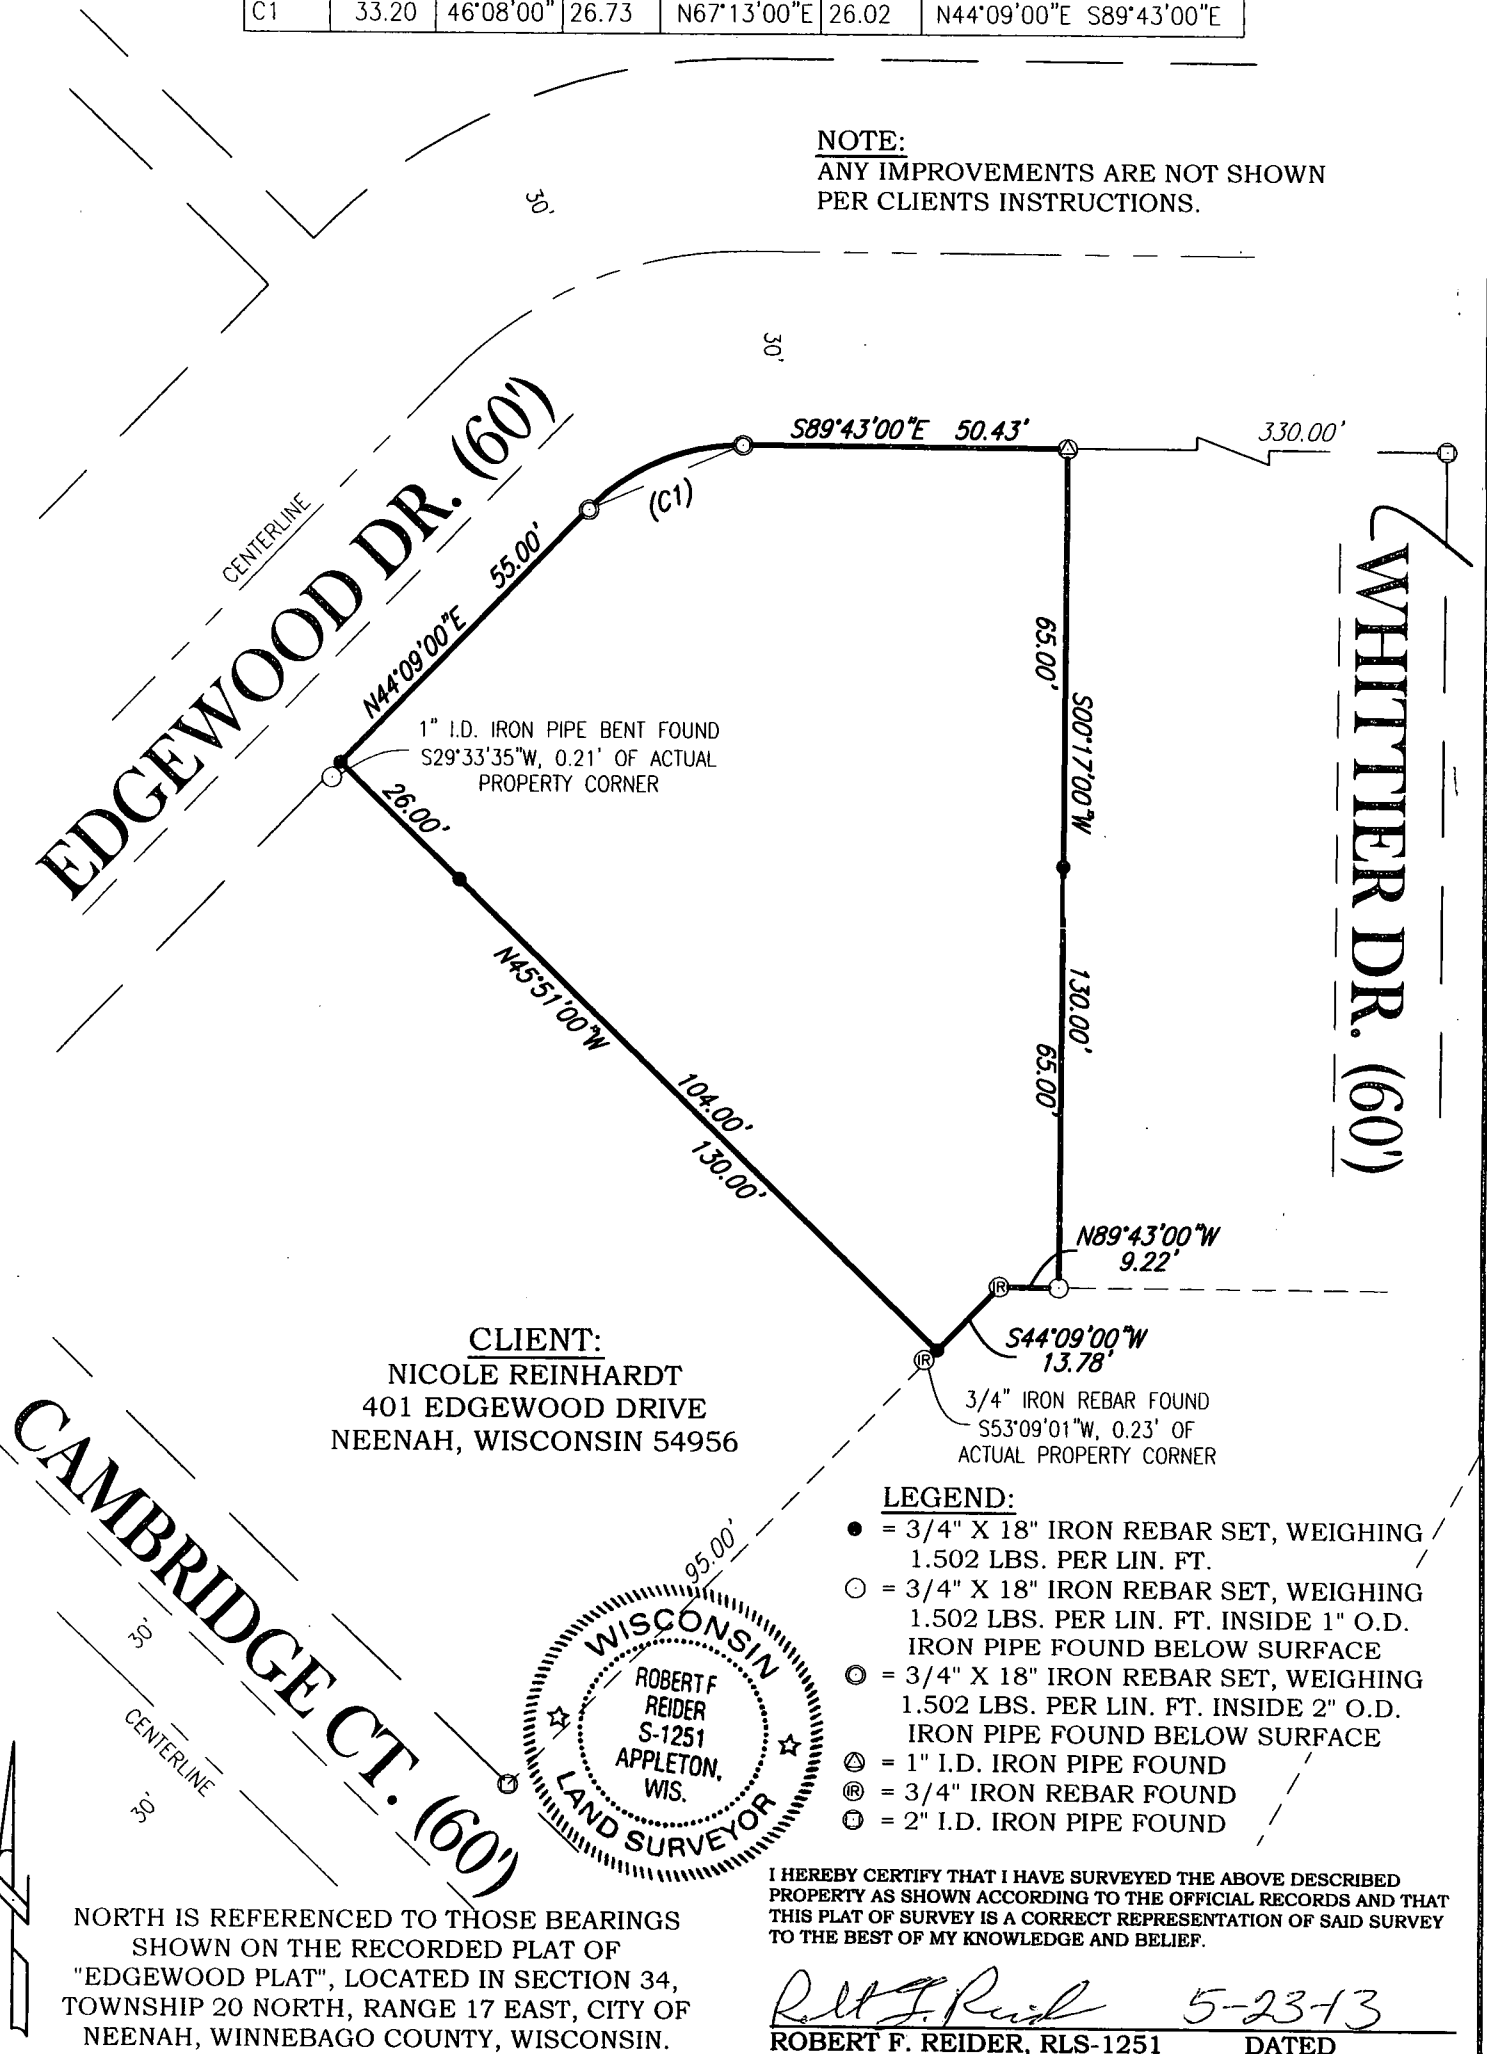 C1 33.20 46°08'00" 26.73 N67°13'00"E 26.02 N44°09'00"E S89°43'00"E
NOTE:
ANY IMPROVEMENTS ARE NOT SHOWN
PER CLIENTS INSTRUCTIONS.
30'
30'
EDGEWOOD DR. (60')
CENTERLINE
S89°43'00"E 50.43'
330.00'
(C1)
N44°09'00"E 55.00'
WHITTIER DR. (60')
65.00'
S00°17'00"W
130.00'
65.00'
1" I.D. IRON PIPE BENT FOUND
S29°33'35"W, 0.21' OF ACTUAL
PROPERTY CORNER
26.00'
N45°51'00"W
104.00'
130.00'
N89°43'00"W
9.22'
S44°09'00"W
13.78'
3/4" IRON REBAR FOUND
S53°09'01"W, 0.23' OF
ACTUAL PROPERTY CORNER
IR
IR
CLIENT:
NICOLE REINHARDT
401 EDGEWOOD DRIVE
NEENAH, WISCONSIN 54956
CAMBRIDGE CT. (60')
30'
CENTERLINE
30'
95.00'
WISCONSIN
ROBERT F
REIDER
S-1251
APPLETON,
WIS.
LAND SURVEYOR
LEGEND:
= 3/4" X 18" IRON REBAR SET, WEIGHING
1.502 LBS. PER LIN. FT.
= 3/4" X 18" IRON REBAR SET, WEIGHING
1.502 LBS. PER LIN. FT. INSIDE 1" O.D.
IRON PIPE FOUND BELOW SURFACE
= 3/4" X 18" IRON REBAR SET, WEIGHING
1.502 LBS. PER LIN. FT. INSIDE 2" O.D.
IRON PIPE FOUND BELOW SURFACE
= 1" I.D. IRON PIPE FOUND
IR = 3/4" IRON REBAR FOUND
= 2" I.D. IRON PIPE FOUND
I HEREBY CERTIFY THAT I HAVE SURVEYED THE ABOVE DESCRIBED
PROPERTY AS SHOWN ACCORDING TO THE OFFICIAL RECORDS AND THAT
THIS PLAT OF SURVEY IS A CORRECT REPRESENTATION OF SAID SURVEY
TO THE BEST OF MY KNOWLEDGE AND BELIEF.
5-23-13
ROBERT F. REIDER, RLS-1251 DATED
NORTH IS REFERENCED TO THOSE BEARINGS
SHOWN ON THE RECORDED PLAT OF
"EDGEWOOD PLAT", LOCATED IN SECTION 34,
TOWNSHIP 20 NORTH, RANGE 17 EAST, CITY OF
NEENAH, WINNEBAGO COUNTY, WISCONSIN.